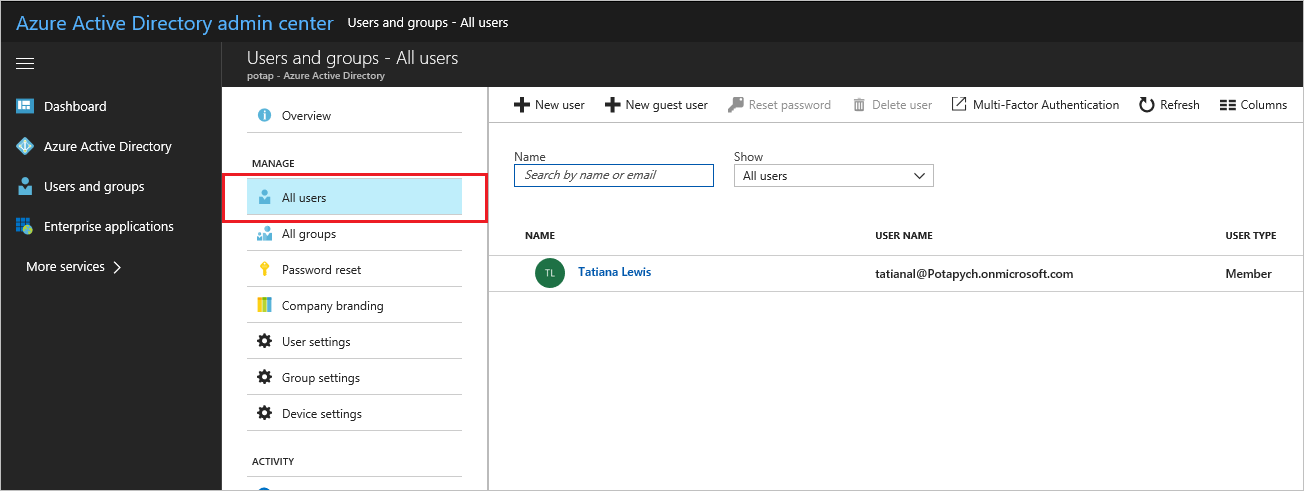 Azure Active Directory admin center Users and groups - All users
Users and groups - All users
potap - Azure Active Directory
Dashboard
Azure Active Directory
Users and groups
Enterprise applications
More services
Overview
MANAGE
All users
All groups
Password reset
Company branding
User settings
Group settings
Device settings
ACTIVITY
New user New guest user Reset password Delete user Multi-Factor Authentication Refresh Columns
Name Show
Search by name or email All users
NAME USER NAME USER TYPE
TL Tatiana Lewis tatianal@Potapych.onmicrosoft.com Member